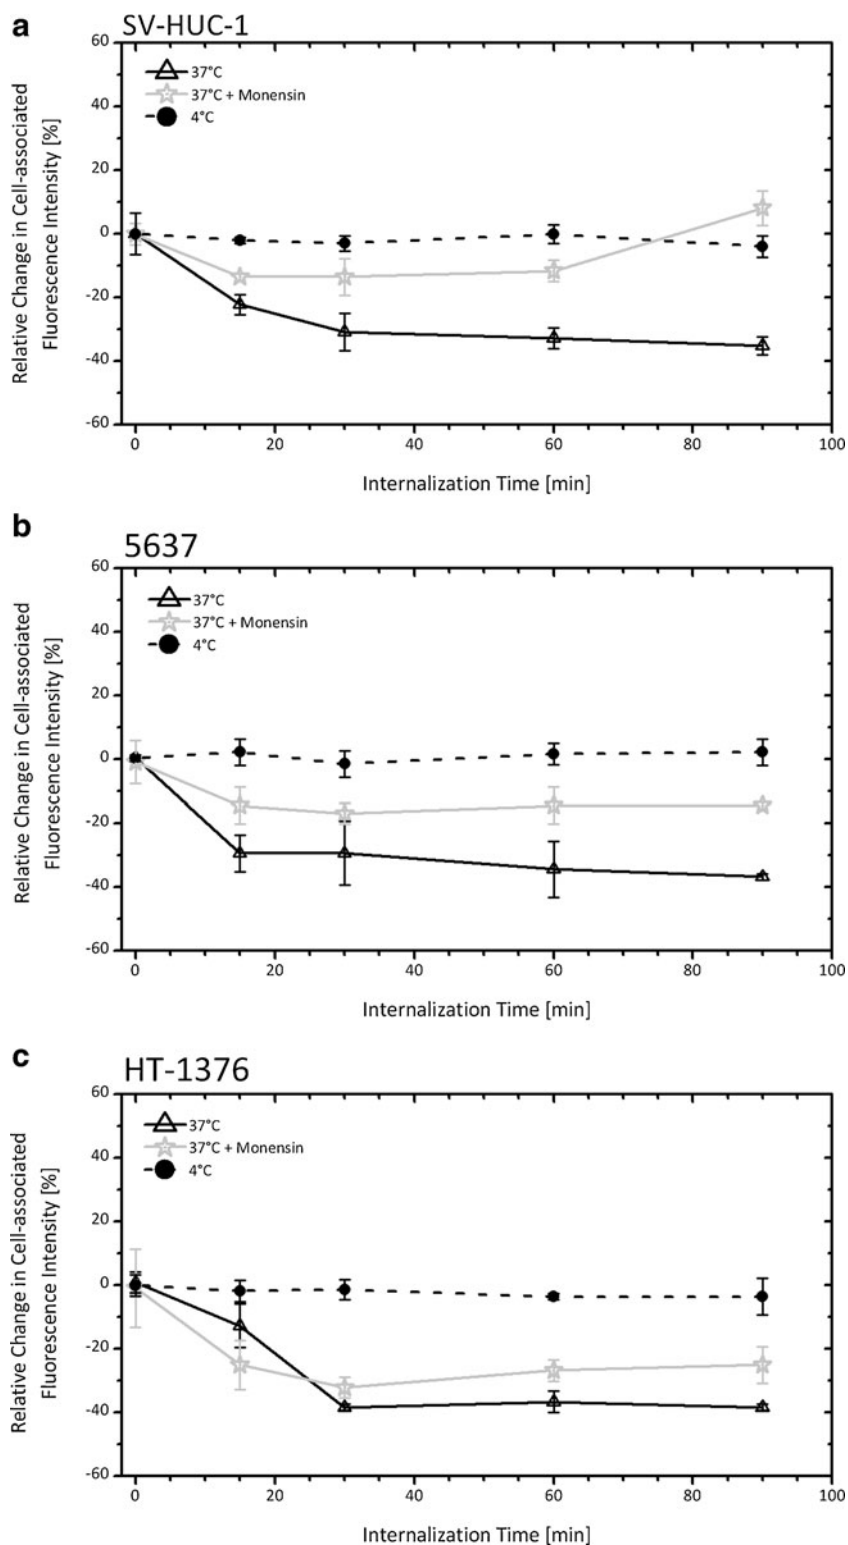 a
SV-HUC-1
Relative Change in Cell-associated
Fluorescence Intensity [%]
60
40
20
0
-20
-40
-60
37°C
37°C + Monensin
4°C
0 20 40 60 80 100
Internalization Time [min]
b
5637
Relative Change in Cell-associated
Fluorescence Intensity [%]
60
40
20
0
-20
-40
-60
37°C
37°C + Monensin
4°C
0 20 40 60 80 100
Internalization Time [min]
c
HT-1376
Relative Change in Cell-associated
Fluorescence Intensity [%]
60
40
20
0
-20
-40
-60
37°C
37°C + Monensin
4°C
0 20 40 60 80 100
Internalization Time [min]